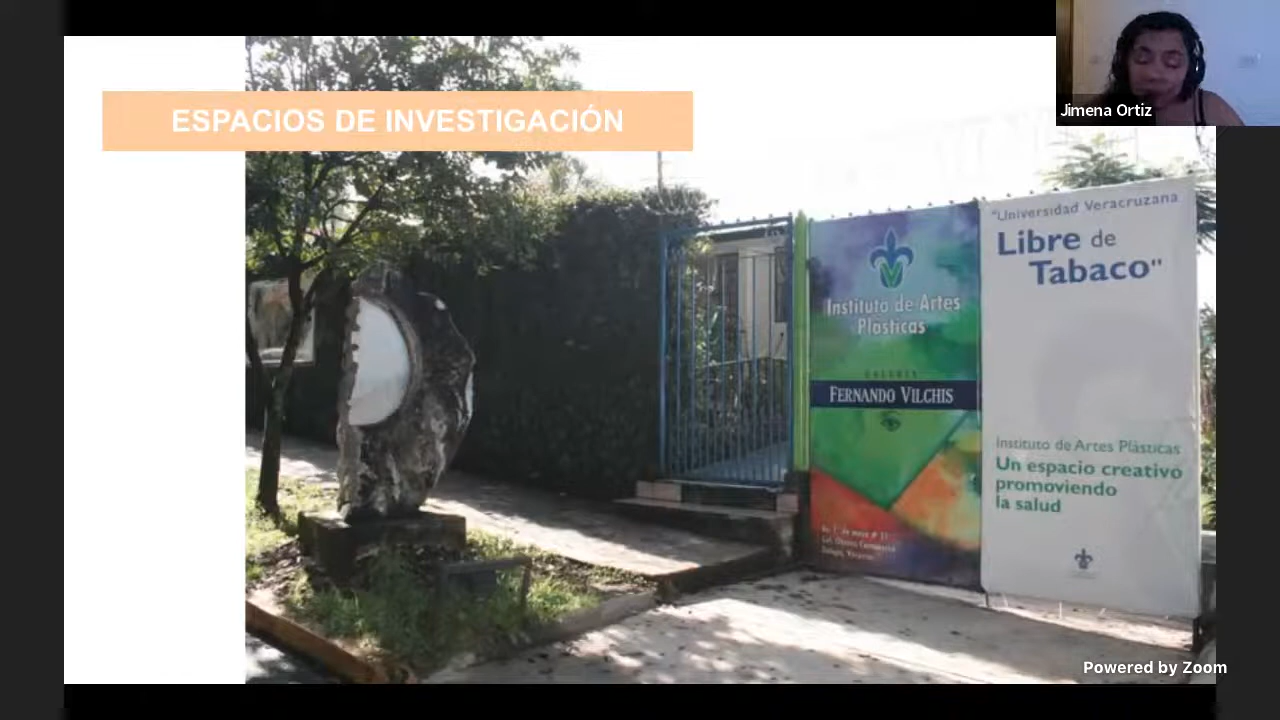 ESPACIOS DE INVESTIGACIÓN
Jimena Ortiz
"Universidad Veracruzana
Libre de
Tabaco"
Instituto de Artes
Plásticas
GALERÍA
FERNANDO VILCHIS
Instituto de Artes Plásticas
Un espacio creativo
promoviendo
la salud
Powered by Zoom